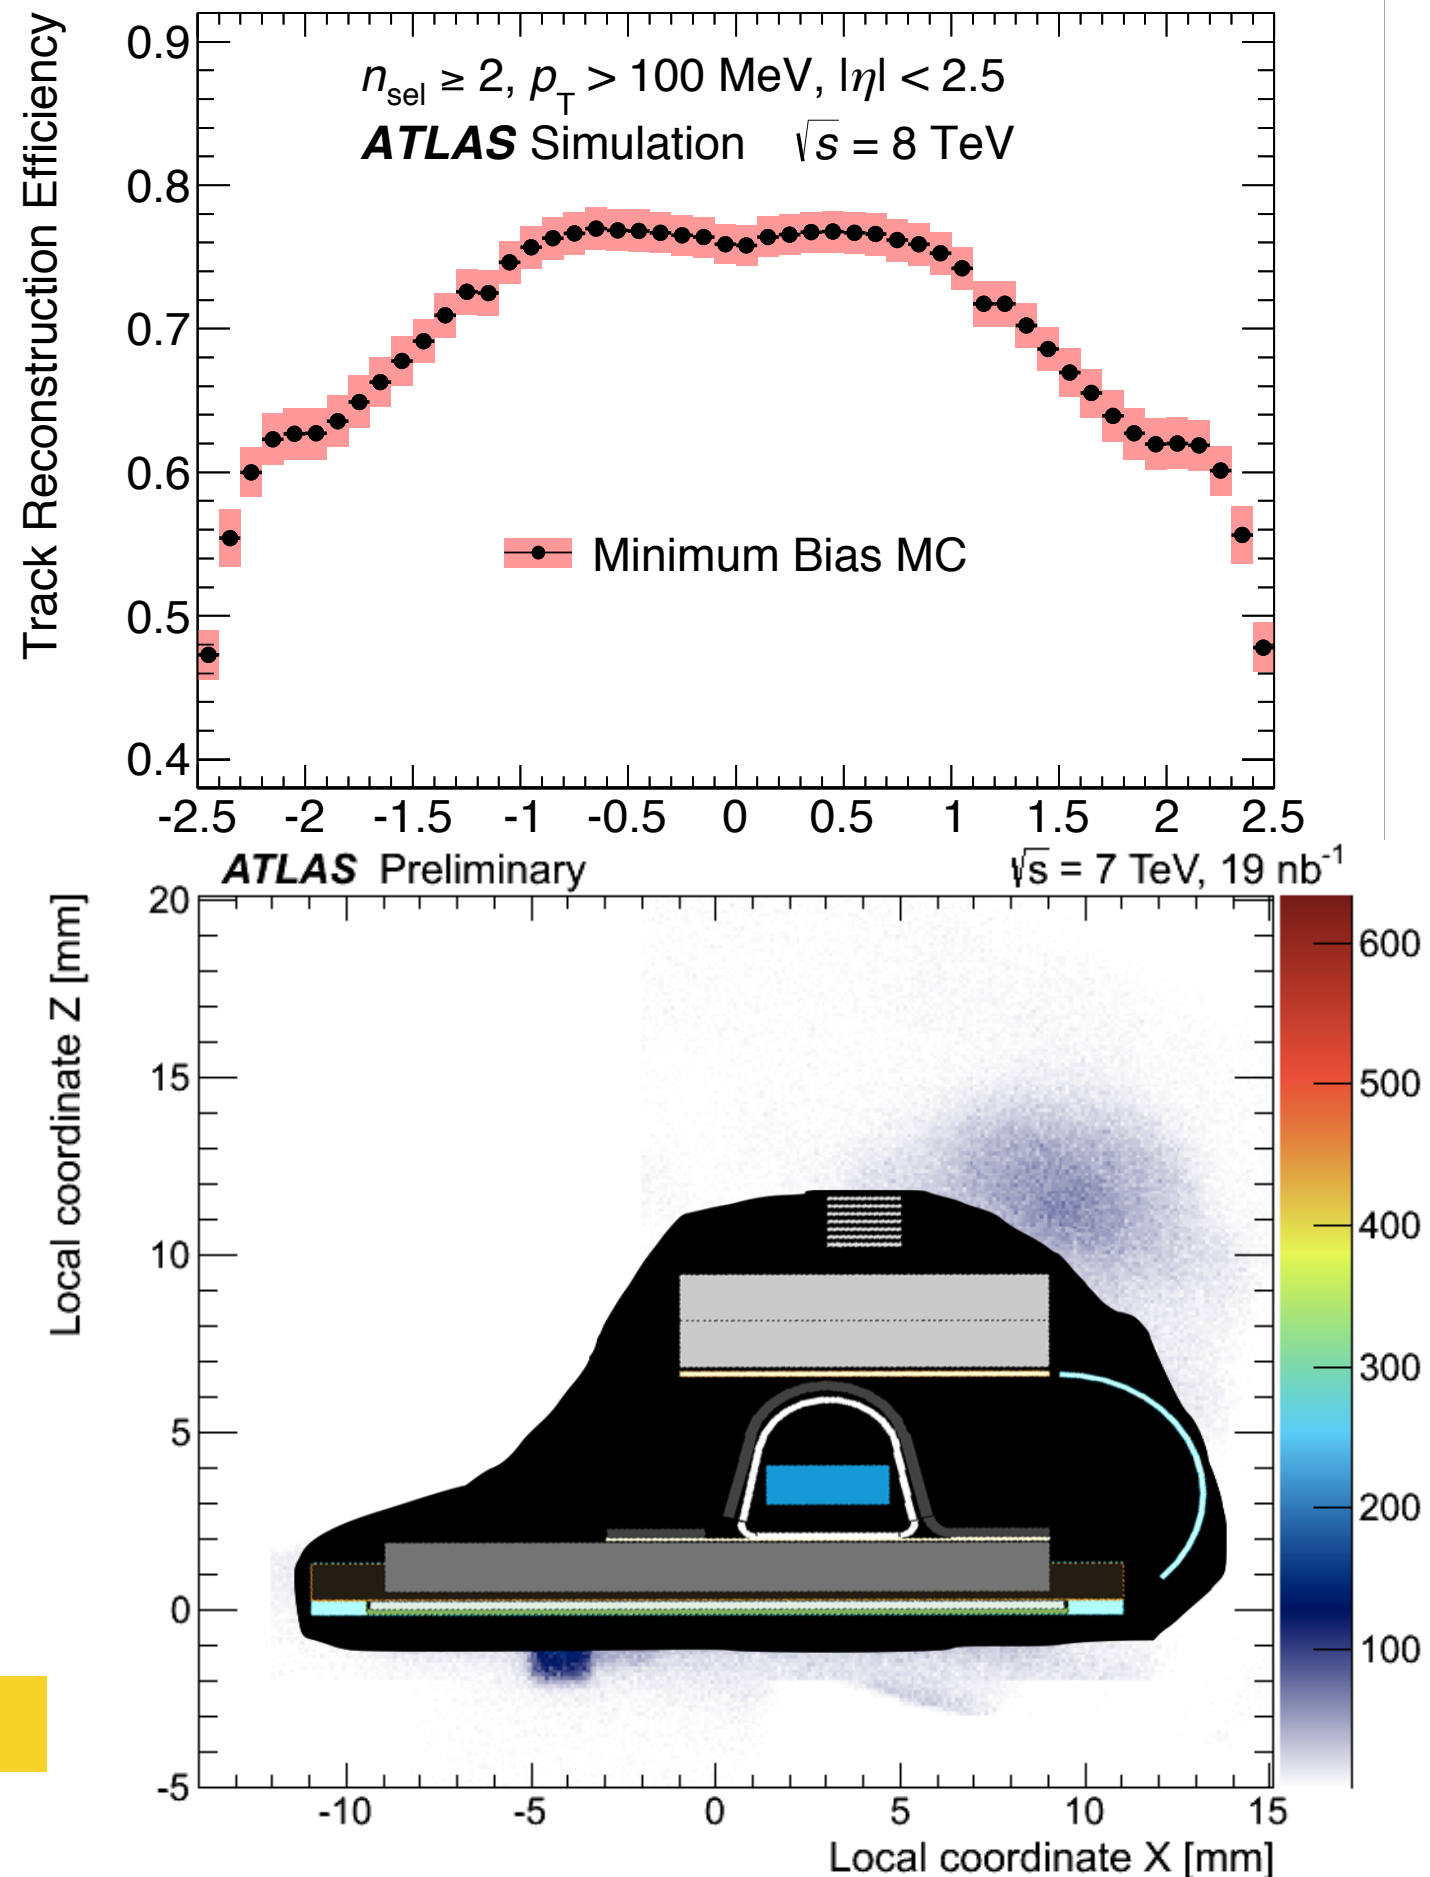 Track Reconstruction Efficiency
0.9
0.8
0.7
0.6
0.5
0.4
n_sel ≥ 2, p_T > 100 MeV, |η| < 2.5
ATLAS Simulation √s = 8 TeV
Minimum Bias MC
-2.5 -2 -1.5 -1 -0.5 0 0.5 1 1.5 2 2.5
ATLAS Preliminary √s = 7 TeV, 19 nb⁻¹
Local coordinate Z [mm]
20
15
10
5
0
-5
-10 -5 0 5 10 15
Local coordinate X [mm]
600
500
400
300
200
100